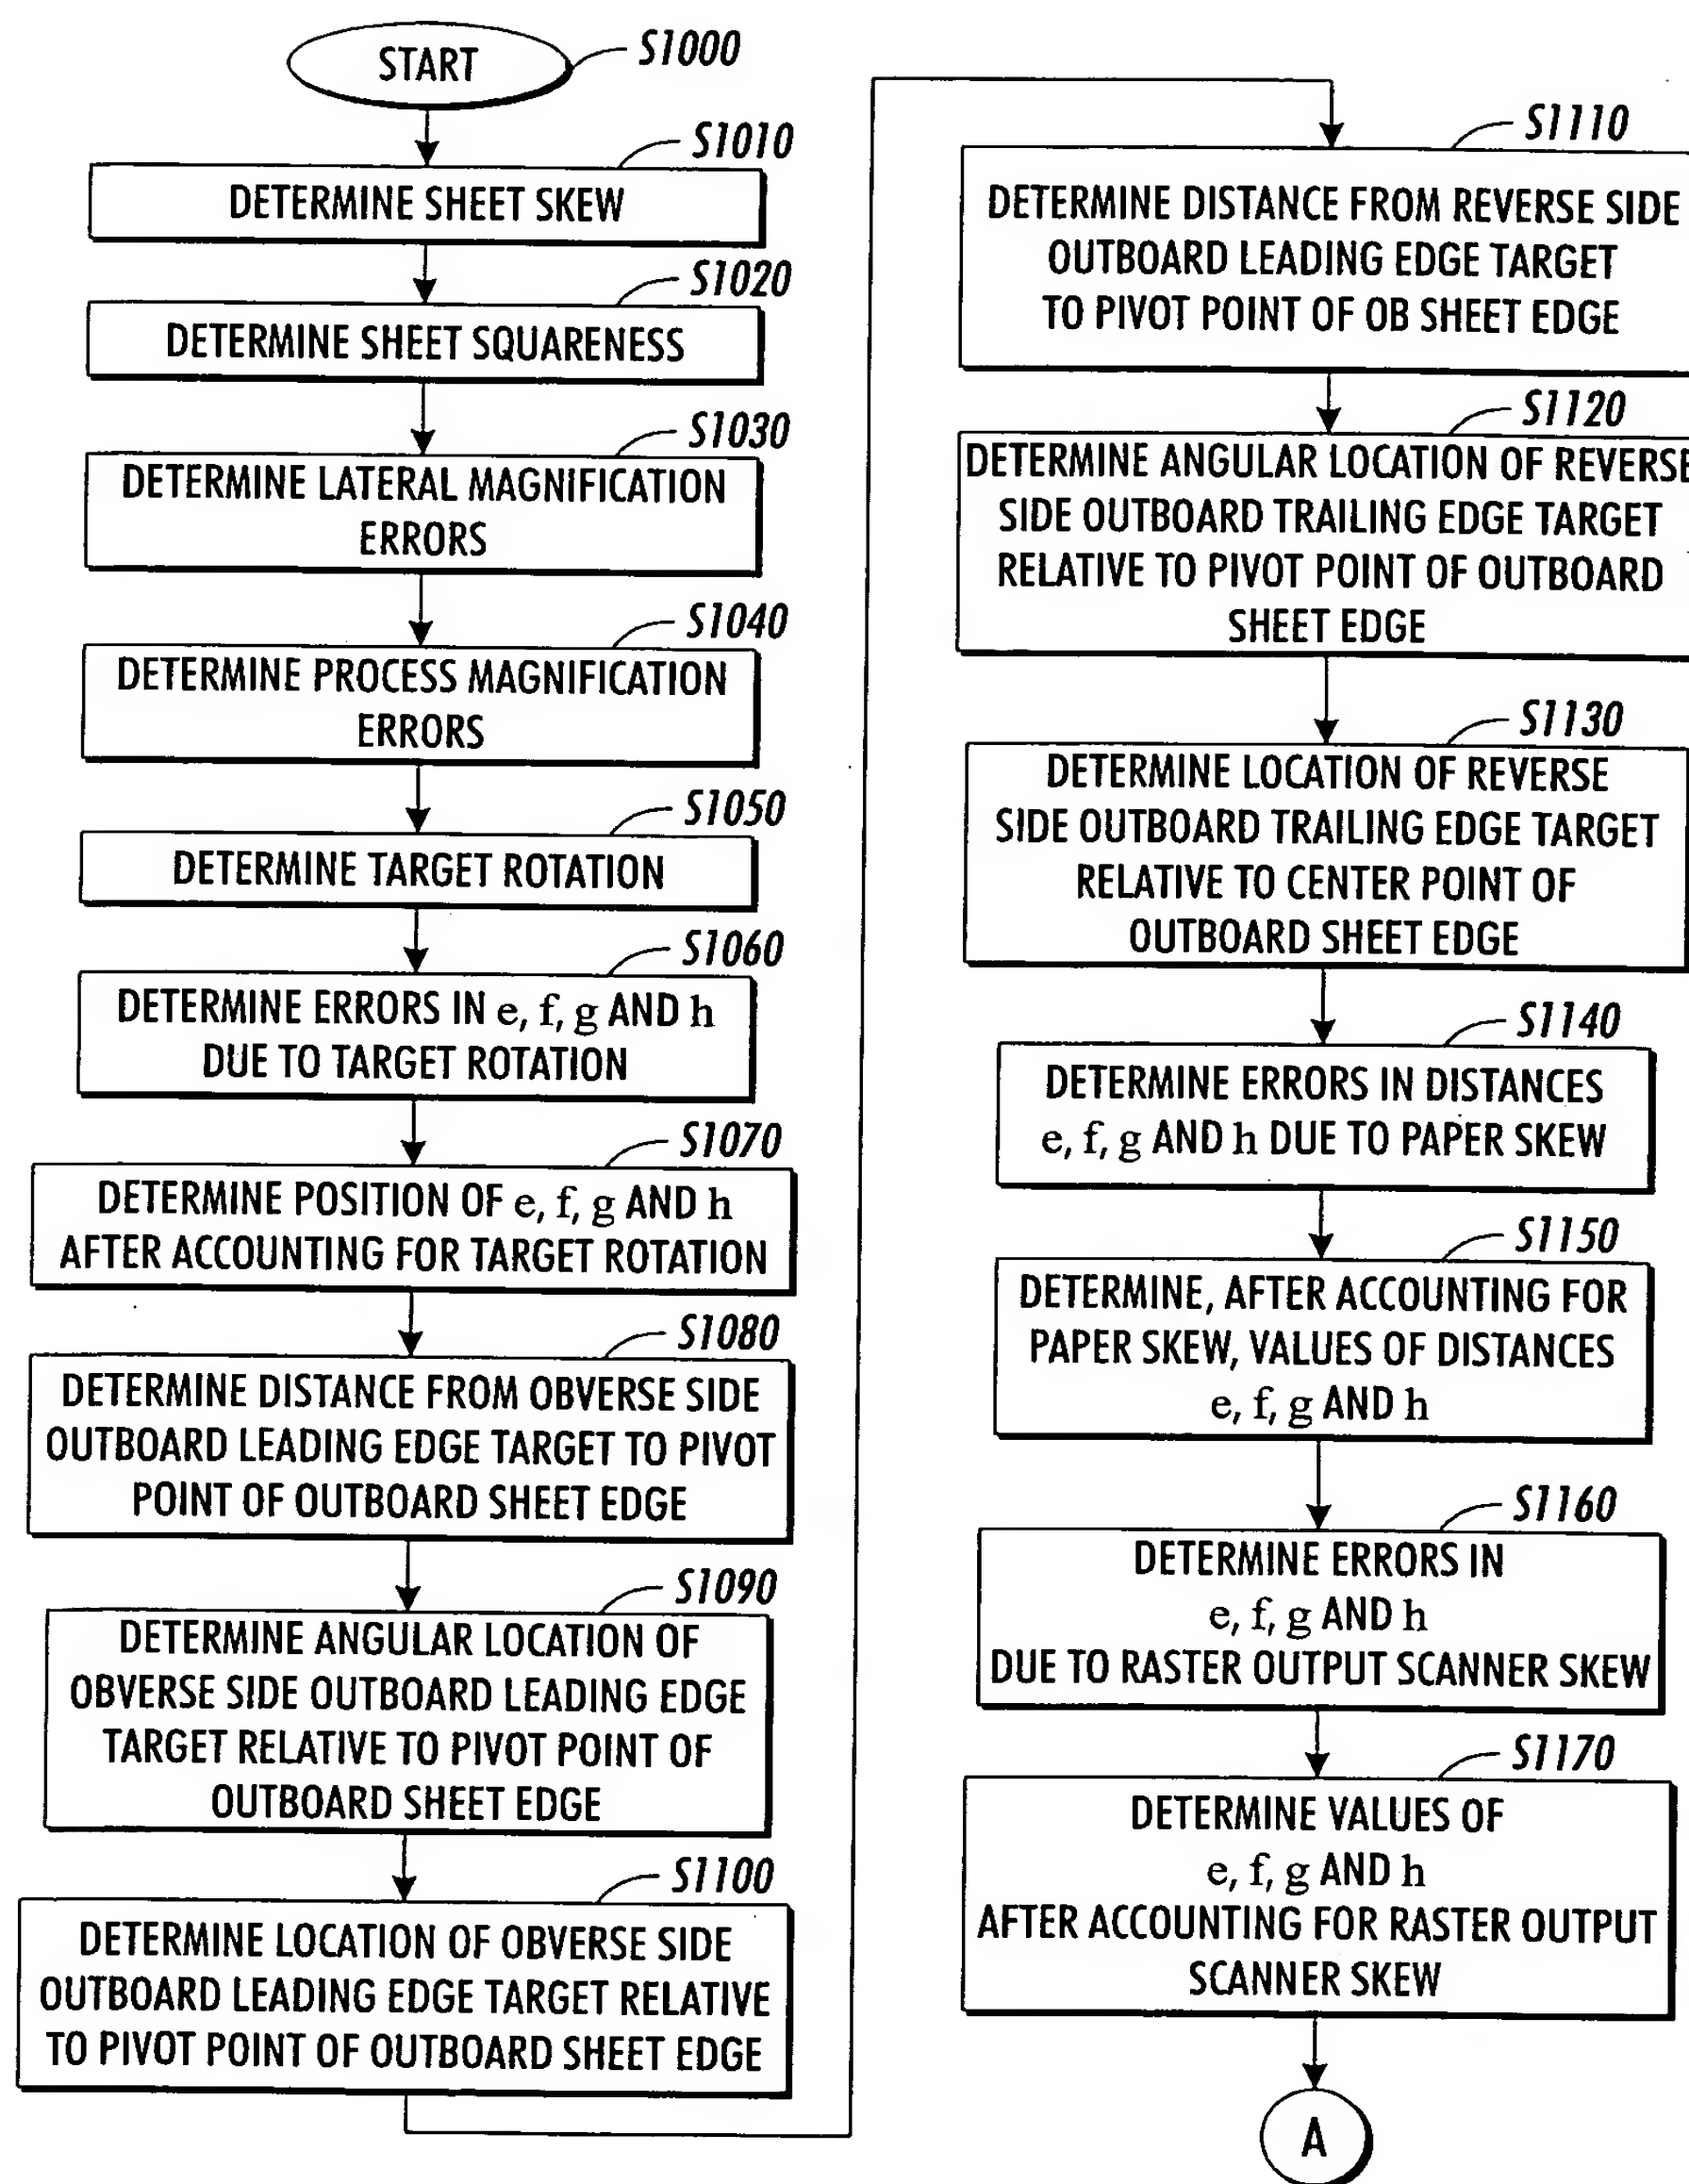 START
S1000
S1010
DETERMINE SHEET SKEW
S1020
DETERMINE SHEET SQUARENESS
S1030
DETERMINE LATERAL MAGNIFICATION
ERRORS
S1040
DETERMINE PROCESS MAGNIFICATION
ERRORS
S1050
DETERMINE TARGET ROTATION
S1060
DETERMINE ERRORS IN e, f, g AND h
DUE TO TARGET ROTATION
S1070
DETERMINE POSITION OF e, f, g AND h
AFTER ACCOUNTING FOR TARGET ROTATION
S1080
DETERMINE DISTANCE FROM OBVERSE SIDE
OUTBOARD LEADING EDGE TARGET TO PIVOT
POINT OF OUTBOARD SHEET EDGE
S1090
DETERMINE ANGULAR LOCATION OF
OBVERSE SIDE OUTBOARD LEADING EDGE
TARGET RELATIVE TO PIVOT POINT OF
OUTBOARD SHEET EDGE
S1100
DETERMINE LOCATION OF OBVERSE SIDE
OUTBOARD LEADING EDGE TARGET RELATIVE
TO PIVOT POINT OF OUTBOARD SHEET EDGE
S1110
DETERMINE DISTANCE FROM REVERSE SIDE
OUTBOARD LEADING EDGE TARGET
TO PIVOT POINT OF OB SHEET EDGE
S1120
DETERMINE ANGULAR LOCATION OF REVERSE
SIDE OUTBOARD TRAILING EDGE TARGET
RELATIVE TO PIVOT POINT OF OUTBOARD
SHEET EDGE
S1130
DETERMINE LOCATION OF REVERSE
SIDE OUTBOARD TRAILING EDGE TARGET
RELATIVE TO CENTER POINT OF
OUTBOARD SHEET EDGE
S1140
DETERMINE ERRORS IN DISTANCES
e, f, g AND h DUE TO PAPER SKEW
S1150
DETERMINE, AFTER ACCOUNTING FOR
PAPER SKEW, VALUES OF DISTANCES
e, f, g AND h
S1160
DETERMINE ERRORS IN
e, f, g AND h
DUE TO RASTER OUTPUT SCANNER SKEW
S1170
DETERMINE VALUES OF
e, f, g AND h
AFTER ACCOUNTING FOR RASTER OUTPUT
SCANNER SKEW
A